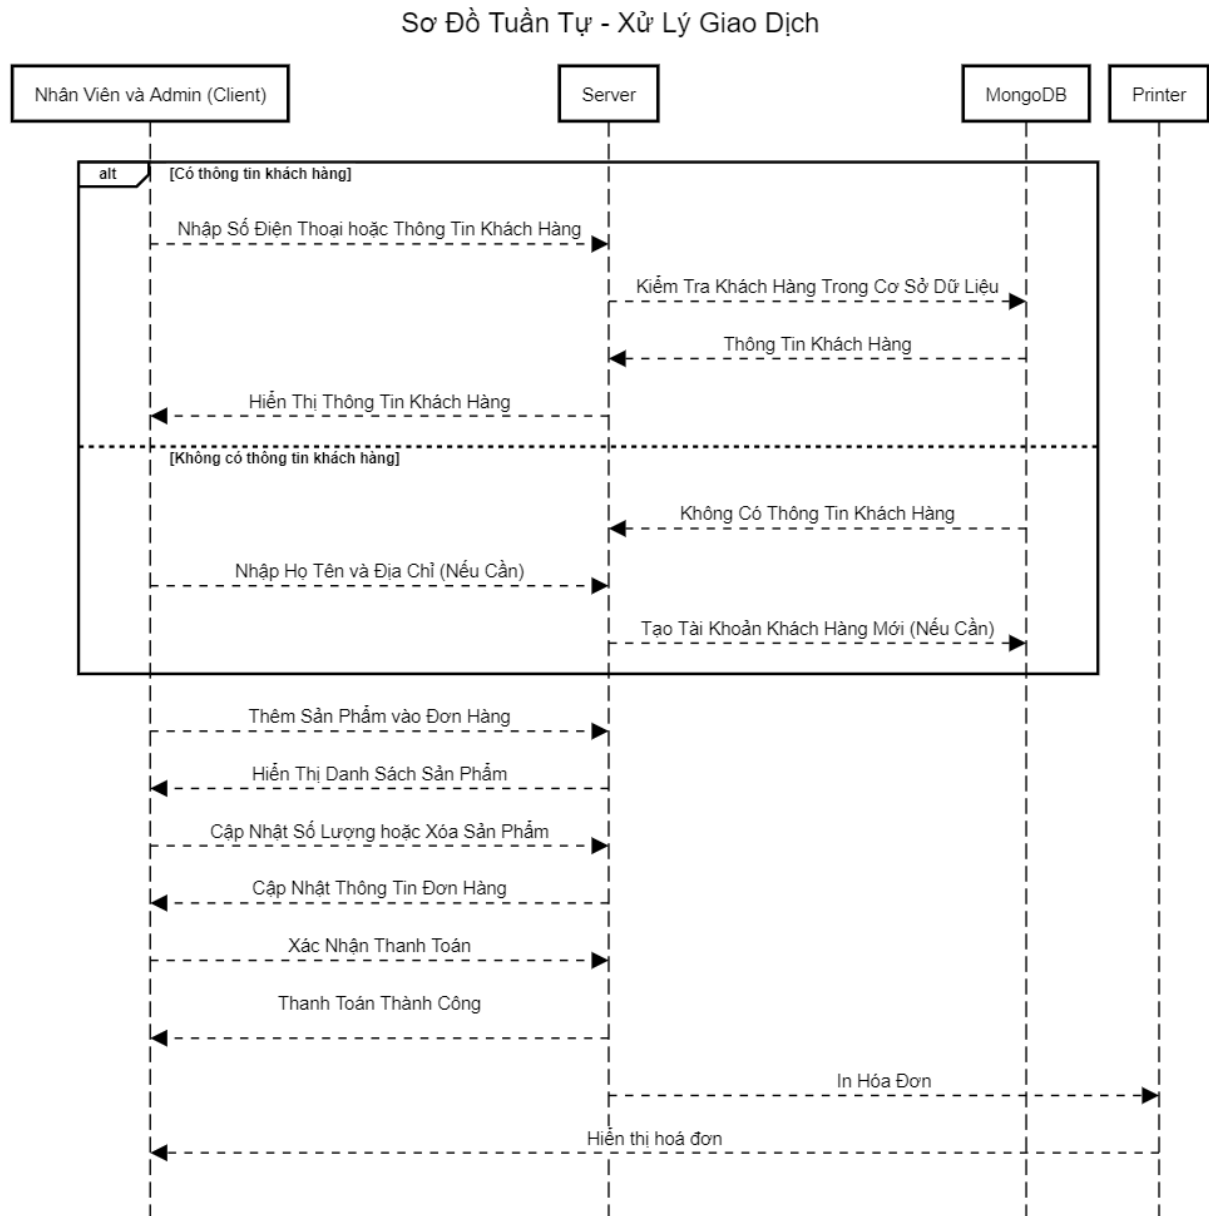 Sơ Đồ Tuần Tự - Xử Lý Giao Dịch
Nhân Viên và Admin (Client)
Server
MongoDB
Printer
alt
[Có thông tin khách hàng]
Nhập Số Điện Thoại hoặc Thông Tin Khách Hàng
Kiểm Tra Khách Hàng Trong Cơ Sở Dữ Liệu
Thông Tin Khách Hàng
Hiển Thị Thông Tin Khách Hàng
[Không có thông tin khách hàng]
Không Có Thông Tin Khách Hàng
Nhập Họ Tên và Địa Chỉ (Nếu Cần)
Tạo Tài Khoản Khách Hàng Mới (Nếu Cần)
Thêm Sản Phẩm vào Đơn Hàng
Hiển Thị Danh Sách Sản Phẩm
Cập Nhật Số Lượng hoặc Xóa Sản Phẩm
Cập Nhật Thông Tin Đơn Hàng
Xác Nhận Thanh Toán
Thanh Toán Thành Công
In Hóa Đơn
Hiển thị hoá đơn